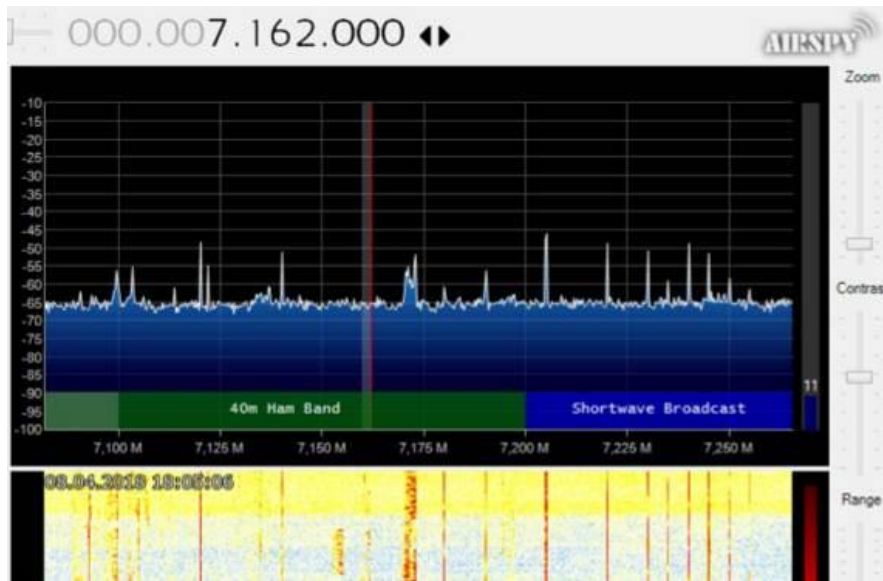 000.007.162.000
AIRSPY
Zoom
-10
-15
-20
-25
-30
-35
-40
-45
-50
-55
-60
-65
-70
-75
-80
-85
-90
-95
-100
11
40m Ham Band
Shortwave Broadcast
7,100 M
7,125 M
7,150 M
7,175 M
7,200 M
7,225 M
7,250 M
Contras
08.04.2018 18:05:06
Range